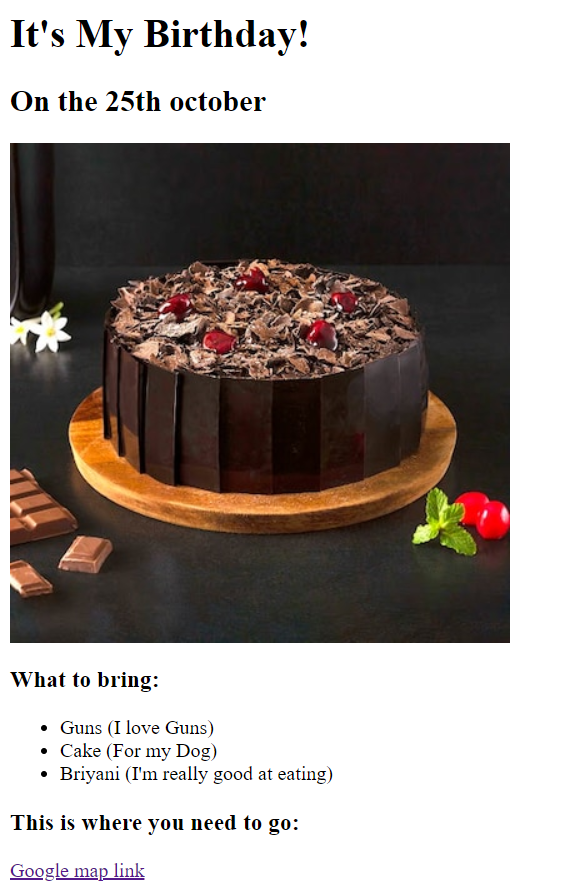 It's My Birthday!
On the 25th october
What to bring:
Guns (I love Guns)
Cake (For my Dog)
Briyani (I'm really good at eating)
This is where you need to go:
Google map link